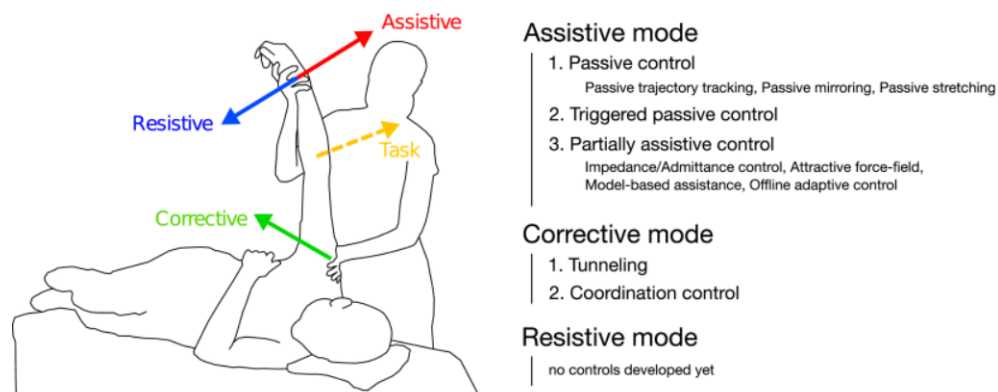 Assistive
Resistive
Task
Corrective
Assistive mode
1. Passive control
Passive trajectory tracking, Passive mirroring, Passive stretching
2. Triggered passive control
3. Partially assistive control
Impedance/Admittance control, Attractive force-field,
Model-based assistance, Offline adaptive control
Corrective mode
1. Tunneling
2. Coordination control
Resistive mode
no controls developed yet